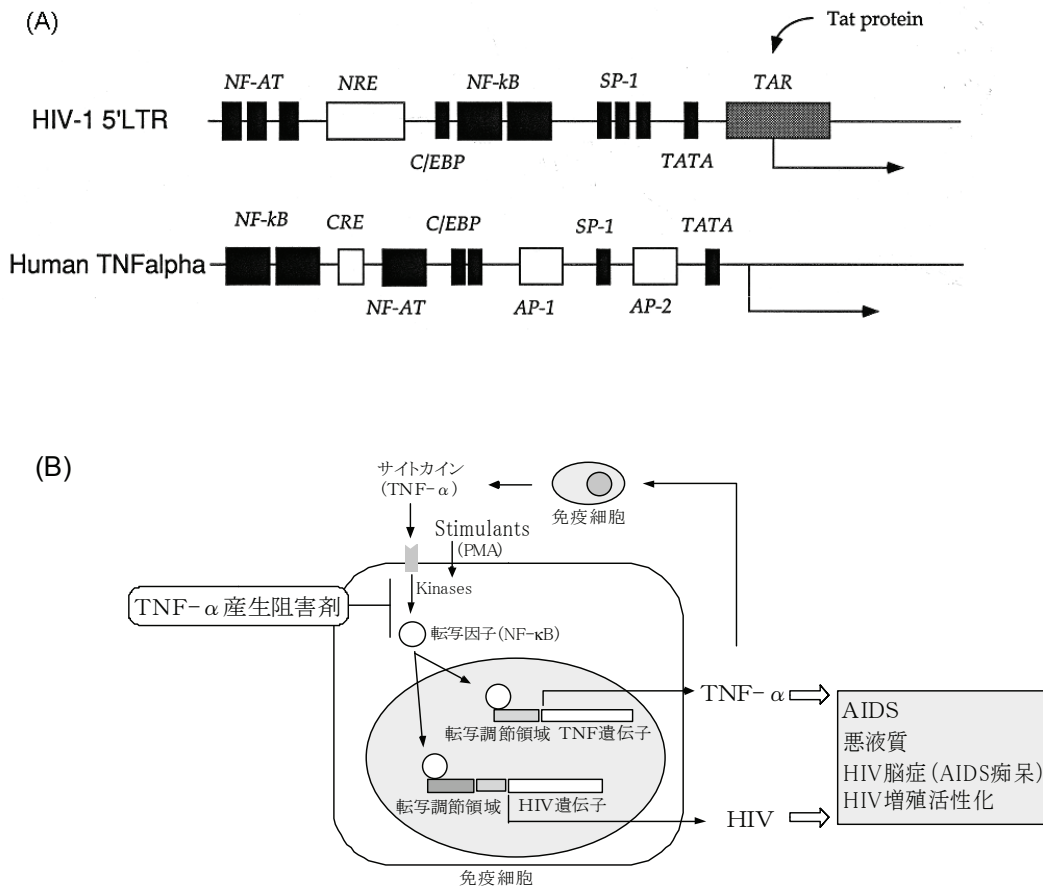 (A)
Tat protein
NF-AT NRE NF-kB SP-1 TAR
HIV-1 5'LTR
C/EBP TATA
NF-kB CRE C/EBP SP-1 TATA
Human TNFalpha
NF-AT AP-1 AP-2
(B)
サイトカイン
(TNF-α)
免疫細胞
Stimulants
(PMA)
Kinases
TNF-α産生阻害剤
転写因子(NF-κB)
TNF-α
転写調節領域 TNF遺伝子
転写調節領域 HIV遺伝子
HIV
AIDS
悪液質
HIV脳症(AIDS痴呆)
HIV増殖活性化
免疫細胞